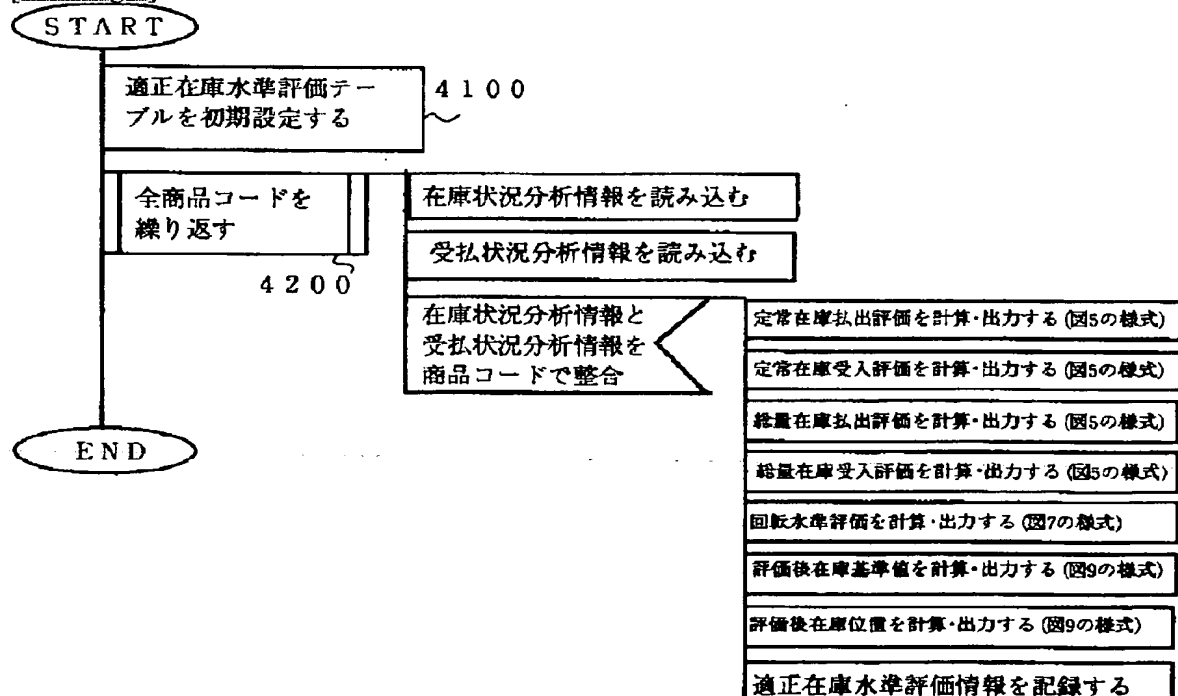 START
適正在庫水準評価テー
ブルを初期設定する
4100
全商品コードを
繰り返す
4200
在庫状況分析情報を読み込む
受払状況分析情報を読み込む
在庫状況分析情報と
受払状況分析情報を
商品コードで整合
定常在庫払出評価を計算・出力する(図5の様式)
定常在庫受入評価を計算・出力する(図5の様式)
総量在庫払出評価を計算・出力する(図5の様式)
総量在庫受入評価を計算・出力する(図5の様式)
回転水準評価を計算・出力する(図7の様式)
評価後在庫基準値を計算・出力する(図9の様式)
評価後在庫位置を計算・出力する(図9の様式)
適正在庫水準評価情報を記録する
END